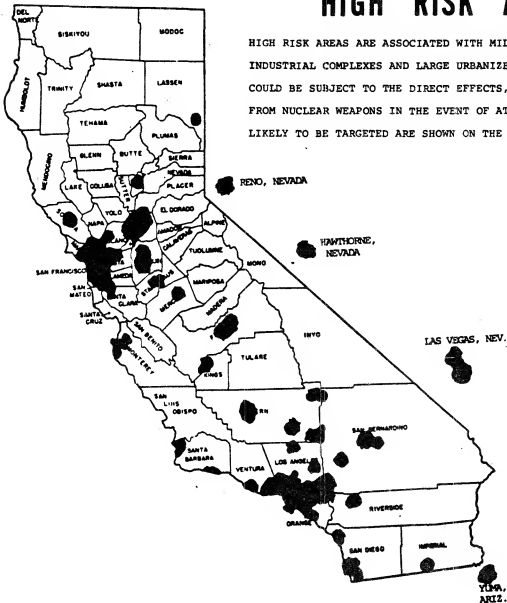 HIGH RISK A
HIGH RISK AREAS ARE ASSOCIATED WITH MIL
INDUSTRIAL COMPLEXES AND LARGE URBANIZE
COULD BE SUBJECT TO THE DIRECT EFFECTS,
FROM NUCLEAR WEAPONS IN THE EVENT OF AT
LIKELY TO BE TARGETED ARE SHOWN ON THE
DEL
NORTE
SISKIYOU
MODOC
HUMBOLDT
TRINITY
SHASTA
LASSEN
TEHAMA
PLUMAS
MENDOCINO
GLENN
BUTTE
SIERRA
NEVADA
LAKE
COLUSA
SUTTER
PLACER
RENO, NEVADA
YOLO
EL DORADO
NAPA
AMADOR
ALPINE
CALAVERAS
TUOLUMNE
MONO
HAWTHORNE,
NEVADA
SAN FRANCISCO
SAN
MATEO
MARIPOSA
SANTA
CRUZ
MADERA
SAN BENITO
MONTEREY
INYO
KINGS
TULARE
LAS VEGAS, NEV.
SAN
LUIS
OBISPO
ERN
SAN BERNARDINO
SANTA
BARBARA
VENTURA
LOS ANGELE
ORANGE
RIVERSIDE
SAN DIEGO
IMPERIAL
YUMA,
ARIZ.